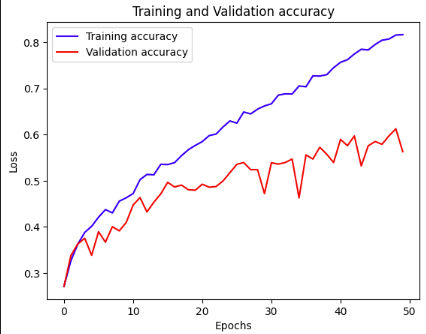 Training and Validation accuracy
Training accuracy
Validation accuracy
Loss
0.8
0.7
0.6
0.5
0.4
0.3
0
10
20
30
40
50
Epochs